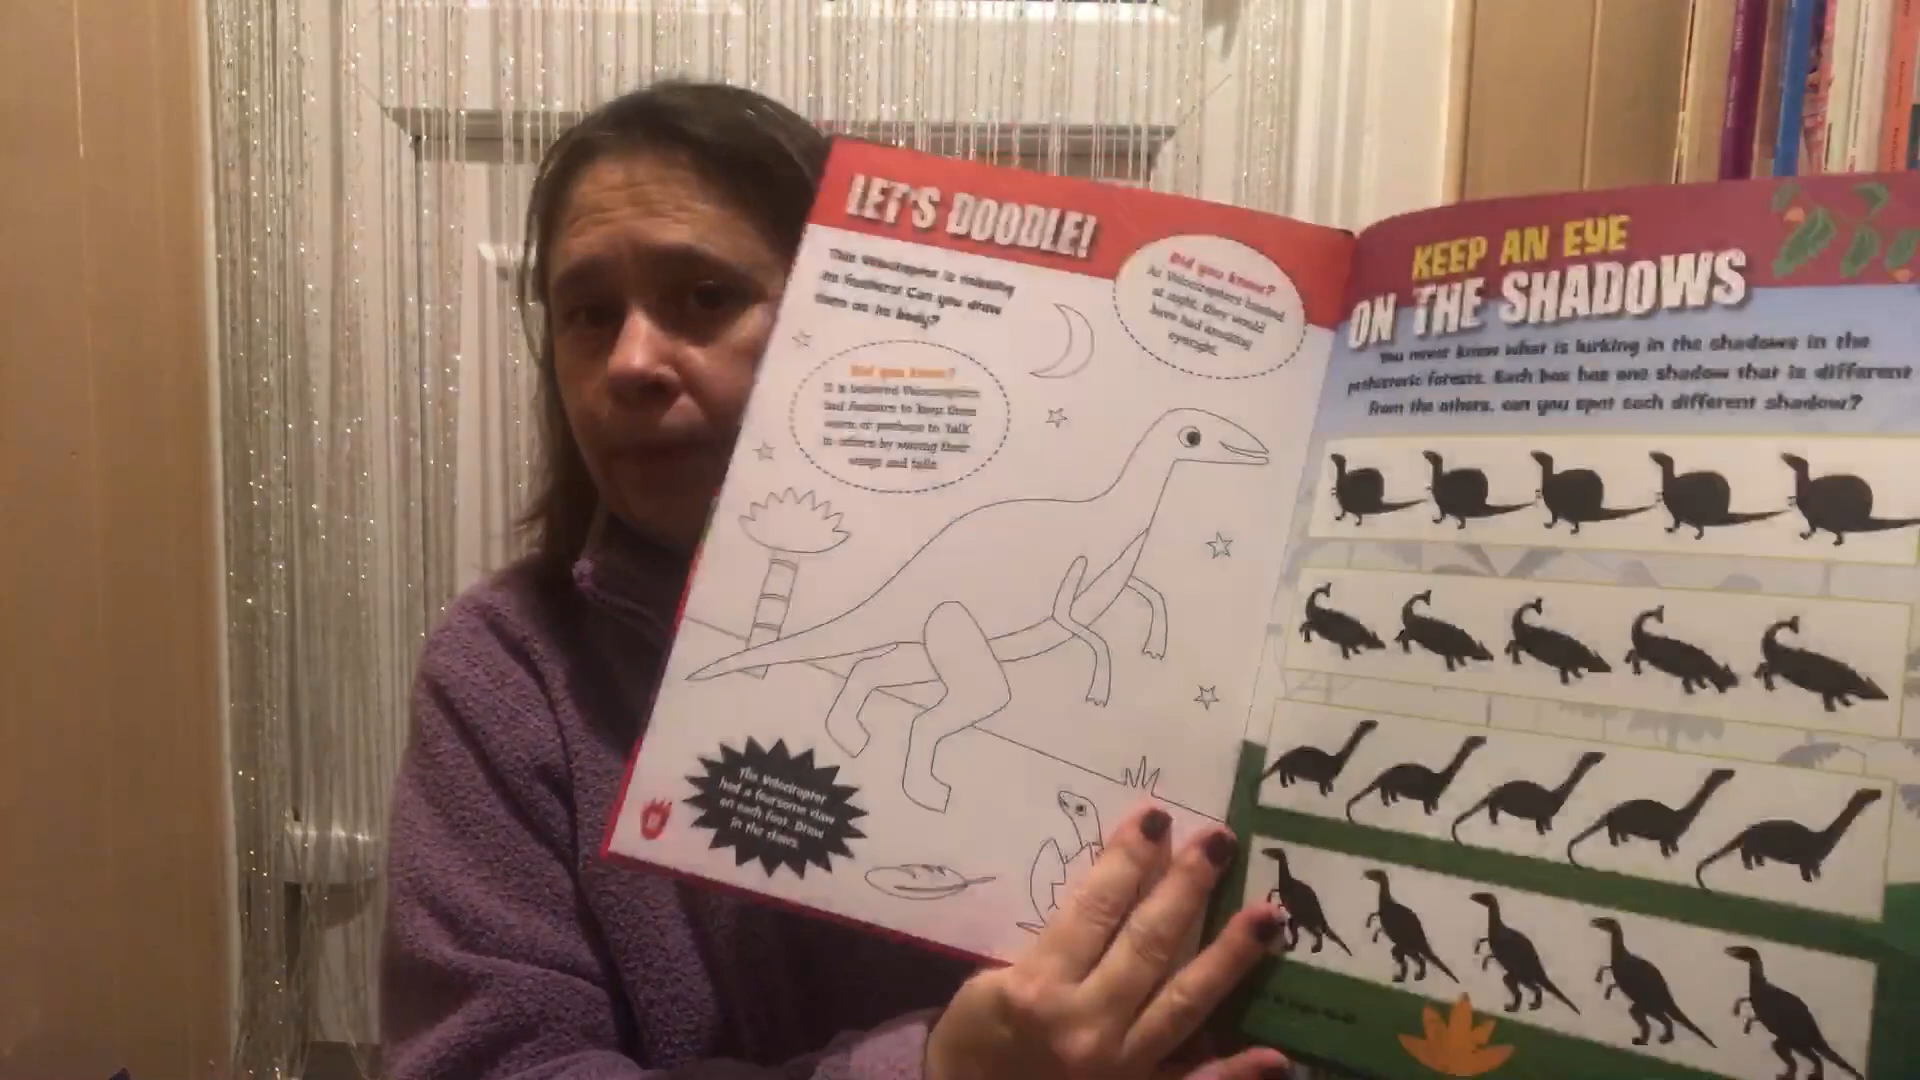 LET'S DOODLE!
This Velociraptor is missing
its feathers! Can you draw
them on its body?
Did you know?
As Velociraptors hunted
at night, they would
have had amazing
eyesight.
Did you know?
It is believed Velociraptors
had feathers to keep them
warm or perhaps to 'talk'
to others by waving their
wings and tails.
The Velociraptor
had a fearsome claw
on each foot. Draw
in the claws.
KEEP AN EYE
ON THE SHADOWS
You never know what is lurking in the shadows in the
prehistoric forests. Each box has one shadow that is different
from the others, can you spot each different shadow?